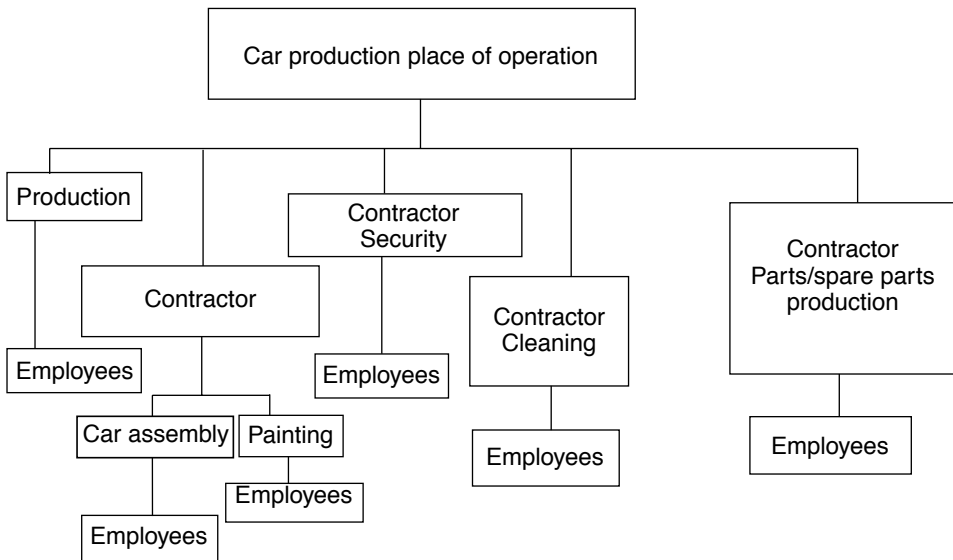 Car production place of operation
Production
Contractor
Security
Contractor
Parts/spare parts
production
Contractor
Contractor
Cleaning
Employees
Employees
Car assembly
Painting
Employees
Employees
Employees
Employees